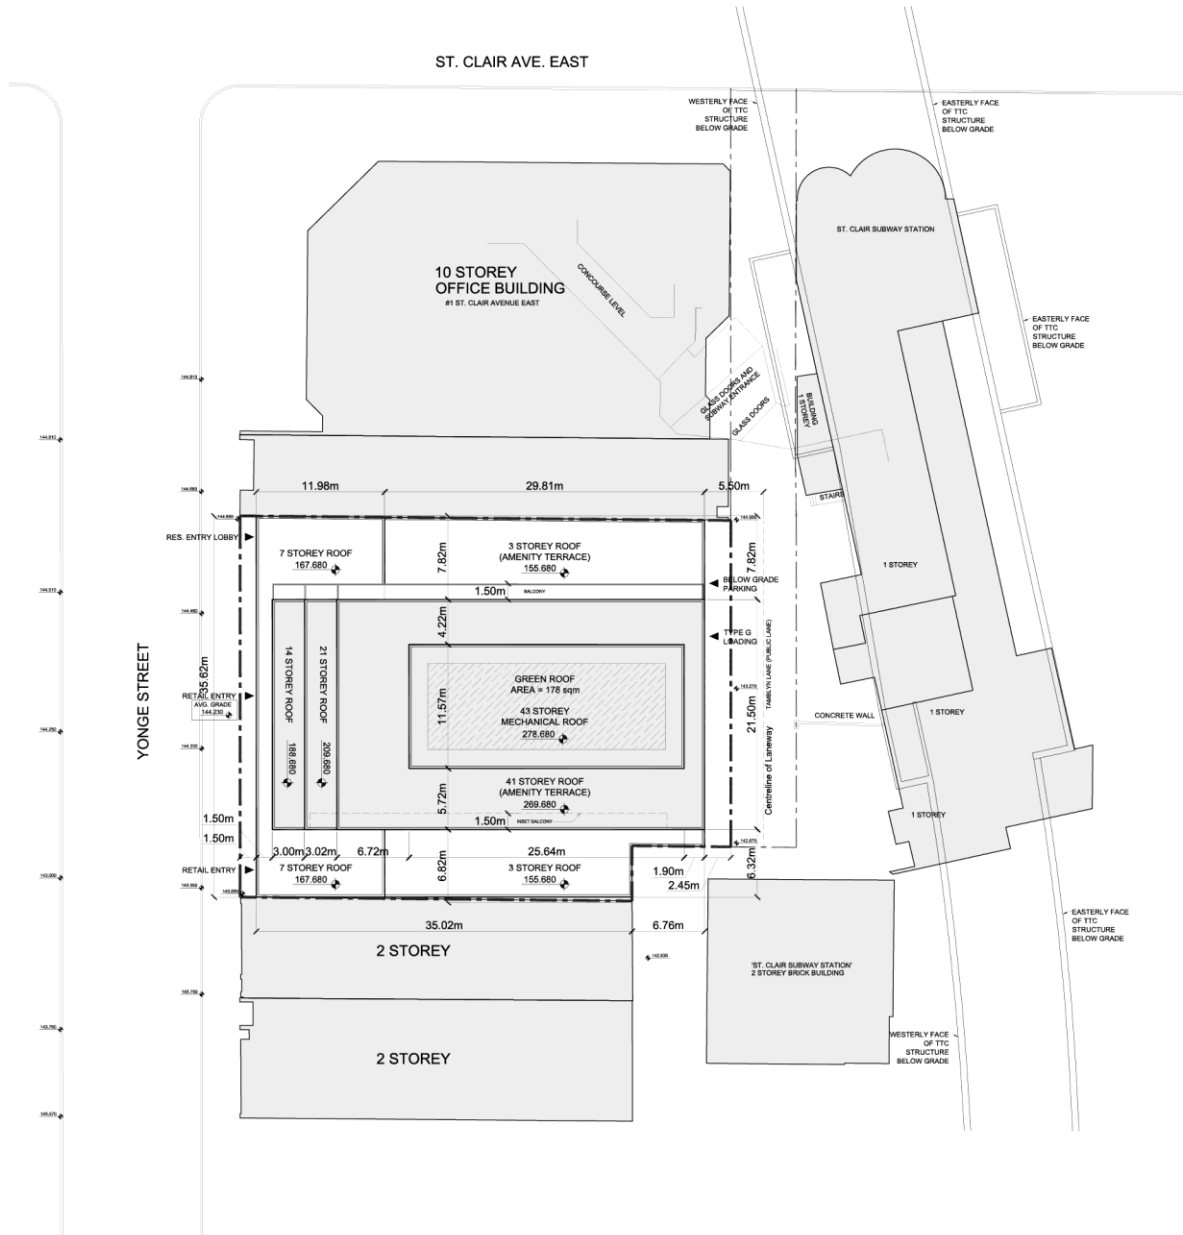 ST. CLAIR AVE. EAST
WESTERLY FACE
OF TTC
STRUCTURE
BELOW GRADE
EASTERLY FACE
OF TTC
STRUCTURE
BELOW GRADE
ST. CLAIR SUBWAY STATION
10 STOREY
OFFICE BUILDING
#1 ST. CLAIR AVENUE EAST
CONCOURSE LEVEL
EASTERLY FACE
OF TTC
STRUCTURE
BELOW GRADE
GLASS DOORS AND
SUBWAY ENTRANCE
GLASS DOORS
BUILDING
1 STOREY
STAIRS
144.810
11.98m
29.81m
5.50m
RES. ENTRY LOBBY
7 STOREY ROOF
167.680
7.82m
3 STOREY ROOF
(AMENITY TERRACE)
155.680
7.82m
1 STOREY
BELOW GRADE
PARKING
1.50m
BALCONY
144.510
4.22m
TYPE G
LOADING
YONGE STREET
35.62m
14 STOREY ROOF
188.680
21 STOREY ROOF
209.680
GREEN ROOF
AREA = 178 sqm
43 STOREY
MECHANICAL ROOF
278.680
11.57m
21.50m
Centreline of Laneway
TAMBLYN LANE (PUBLIC LANE)
143.270
RETAIL ENTRY
AVG. GRADE
144.230
CONCRETE WALL
1 STOREY
41 STOREY ROOF
(AMENITY TERRACE)
269.680
5.72m
1.50m
INSET BALCONY
1 STOREY
1.50m
1.50m
3.00m
3.02m
6.72m
25.64m
6.82m
6.32m
RETAIL ENTRY
7 STOREY ROOF
167.680
3 STOREY ROOF
155.680
1.90m
2.45m
35.02m
6.76m
2 STOREY
EASTERLY FACE
OF TTC
STRUCTURE
BELOW GRADE
142.630
'ST. CLAIR SUBWAY STATION'
2 STOREY BRICK BUILDING
WESTERLY FACE
OF TTC
STRUCTURE
BELOW GRADE
2 STOREY